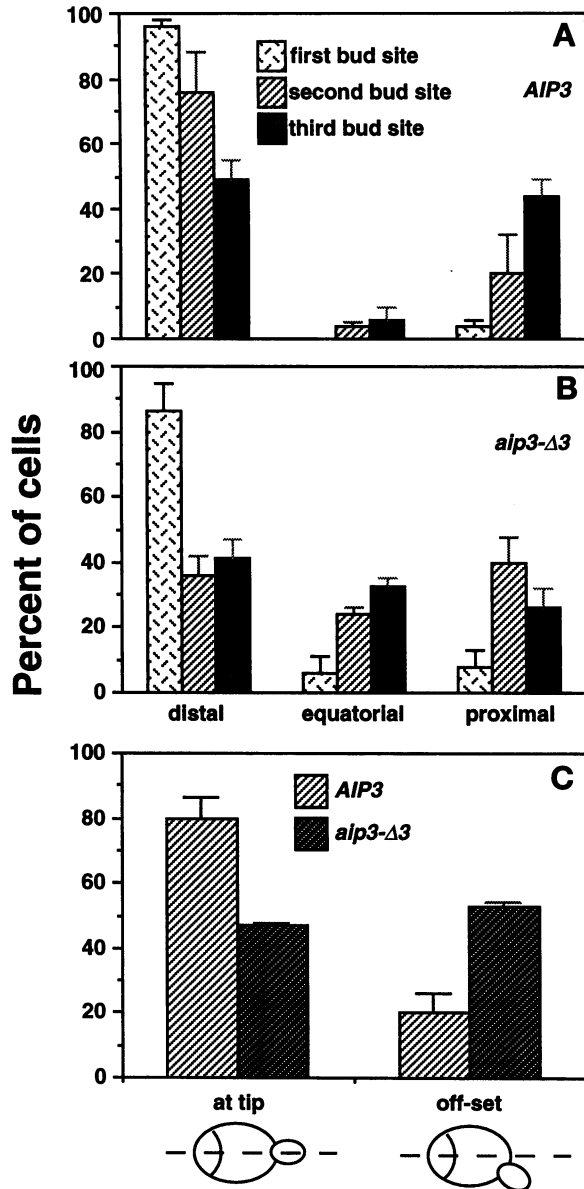 Percent of cells
100
80
60
40
20
0
A
first bud site
second bud site
third bud site
AIP3
100
80
60
40
20
0
B
aip3-Δ3
distal equatorial proximal
100
80
60
40
20
0
C
AIP3
aip3-Δ3
at tip off-set